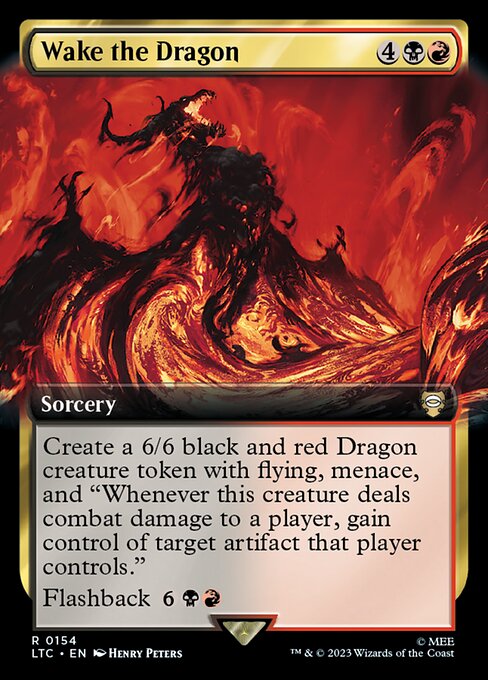 Wake the Dragon 4
Sorcery
Create a 6/6 black and red Dragon
creature token with flying, menace,
and “Whenever this creature deals
combat damage to a player, gain
control of target artifact that player
controls.”
Flashback 6
R 0154
LTC • EN Henry Peters
© MEE
™ & © 2023 Wizards of the Coast